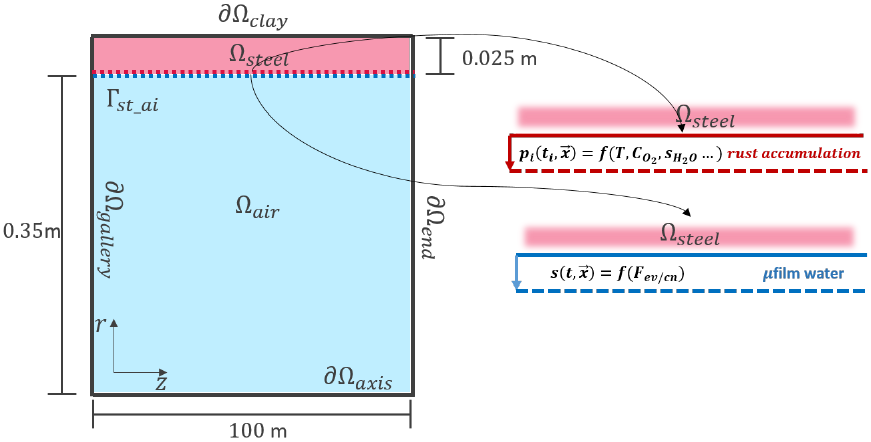 ∂Ω_clay
Ω_steel
0.025 m
Γ_st_ai
Ω_steel
p_i(t_i, x⃗) = f(T, C_O₂, s_H₂O ...) rust accumulation
∂Ω_gallery
Ω_air
∂Ω_end
0.35m
Ω_steel
s(t, x⃗) = f(F_ev/cn) μfilm water
r
z
∂Ω_axis
100 m